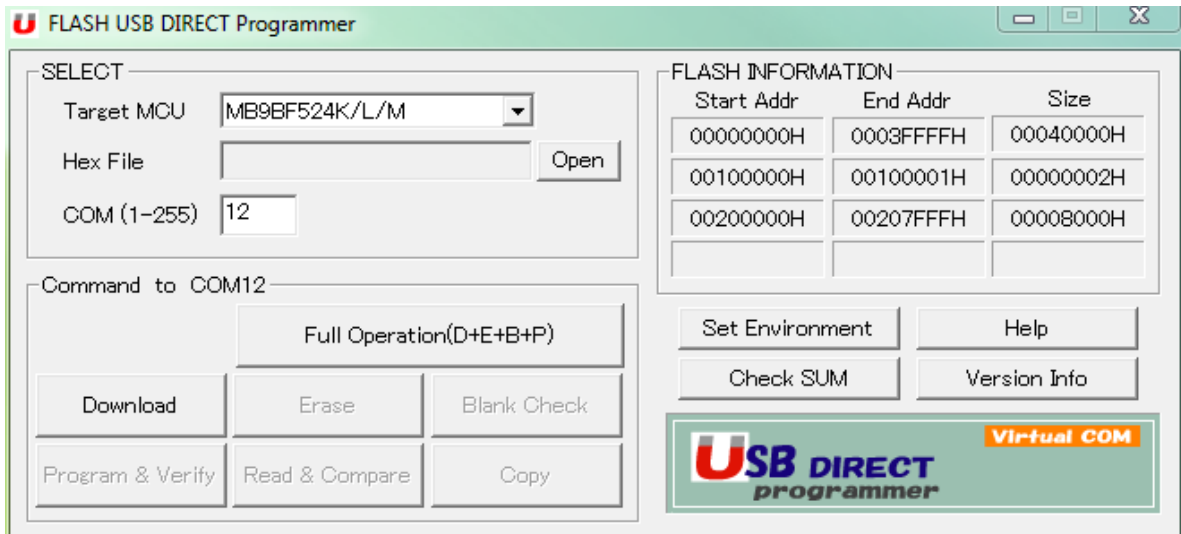 FLASH USB DIRECT Programmer
SELECT
Target MCU MB9BF524K/L/M
Hex File Open
COM (1-255) 12
Command to COM12
Full Operation(D+E+B+P)
Download Erase Blank Check
Program & Verify Read & Compare Copy
FLASH INFORMATION
Start Addr End Addr Size
00000000H 0003FFFFH 00040000H
00100000H 00100001H 00000002H
00200000H 00207FFFH 00008000H
Set Environment Help
Check SUM Version Info
Virtual COM
USB DIRECT
programmer